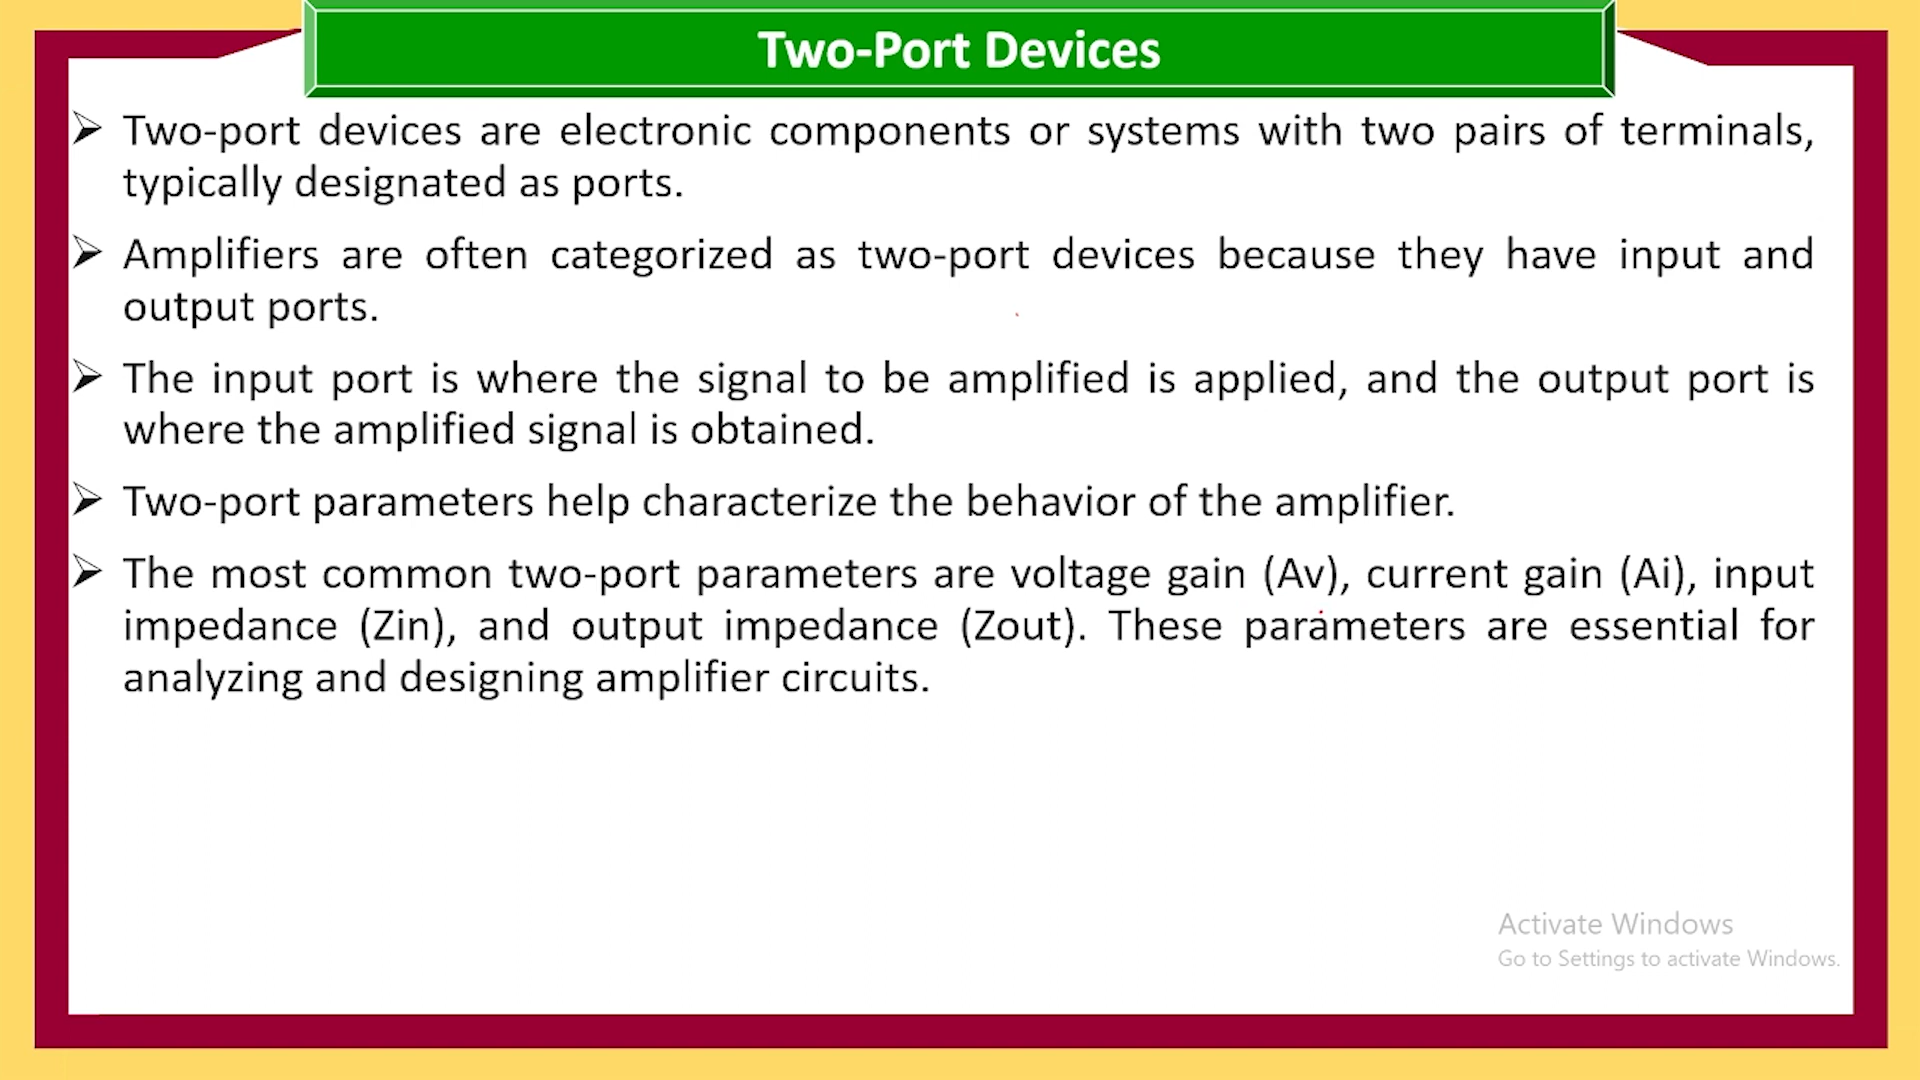 Two-Port Devices
Two-port devices are electronic components or systems with two pairs of terminals,
typically designated as ports.
Amplifiers are often categorized as two-port devices because they have input and
output ports.
The input port is where the signal to be amplified is applied, and the output port is
where the amplified signal is obtained.
Two-port parameters help characterize the behavior of the amplifier.
The most common two-port parameters are voltage gain (Av), current gain (Ai), input
impedance (Zin), and output impedance (Zout). These parameters are essential for
analyzing and designing amplifier circuits.
Activate Windows
Go to Settings to activate Windows.